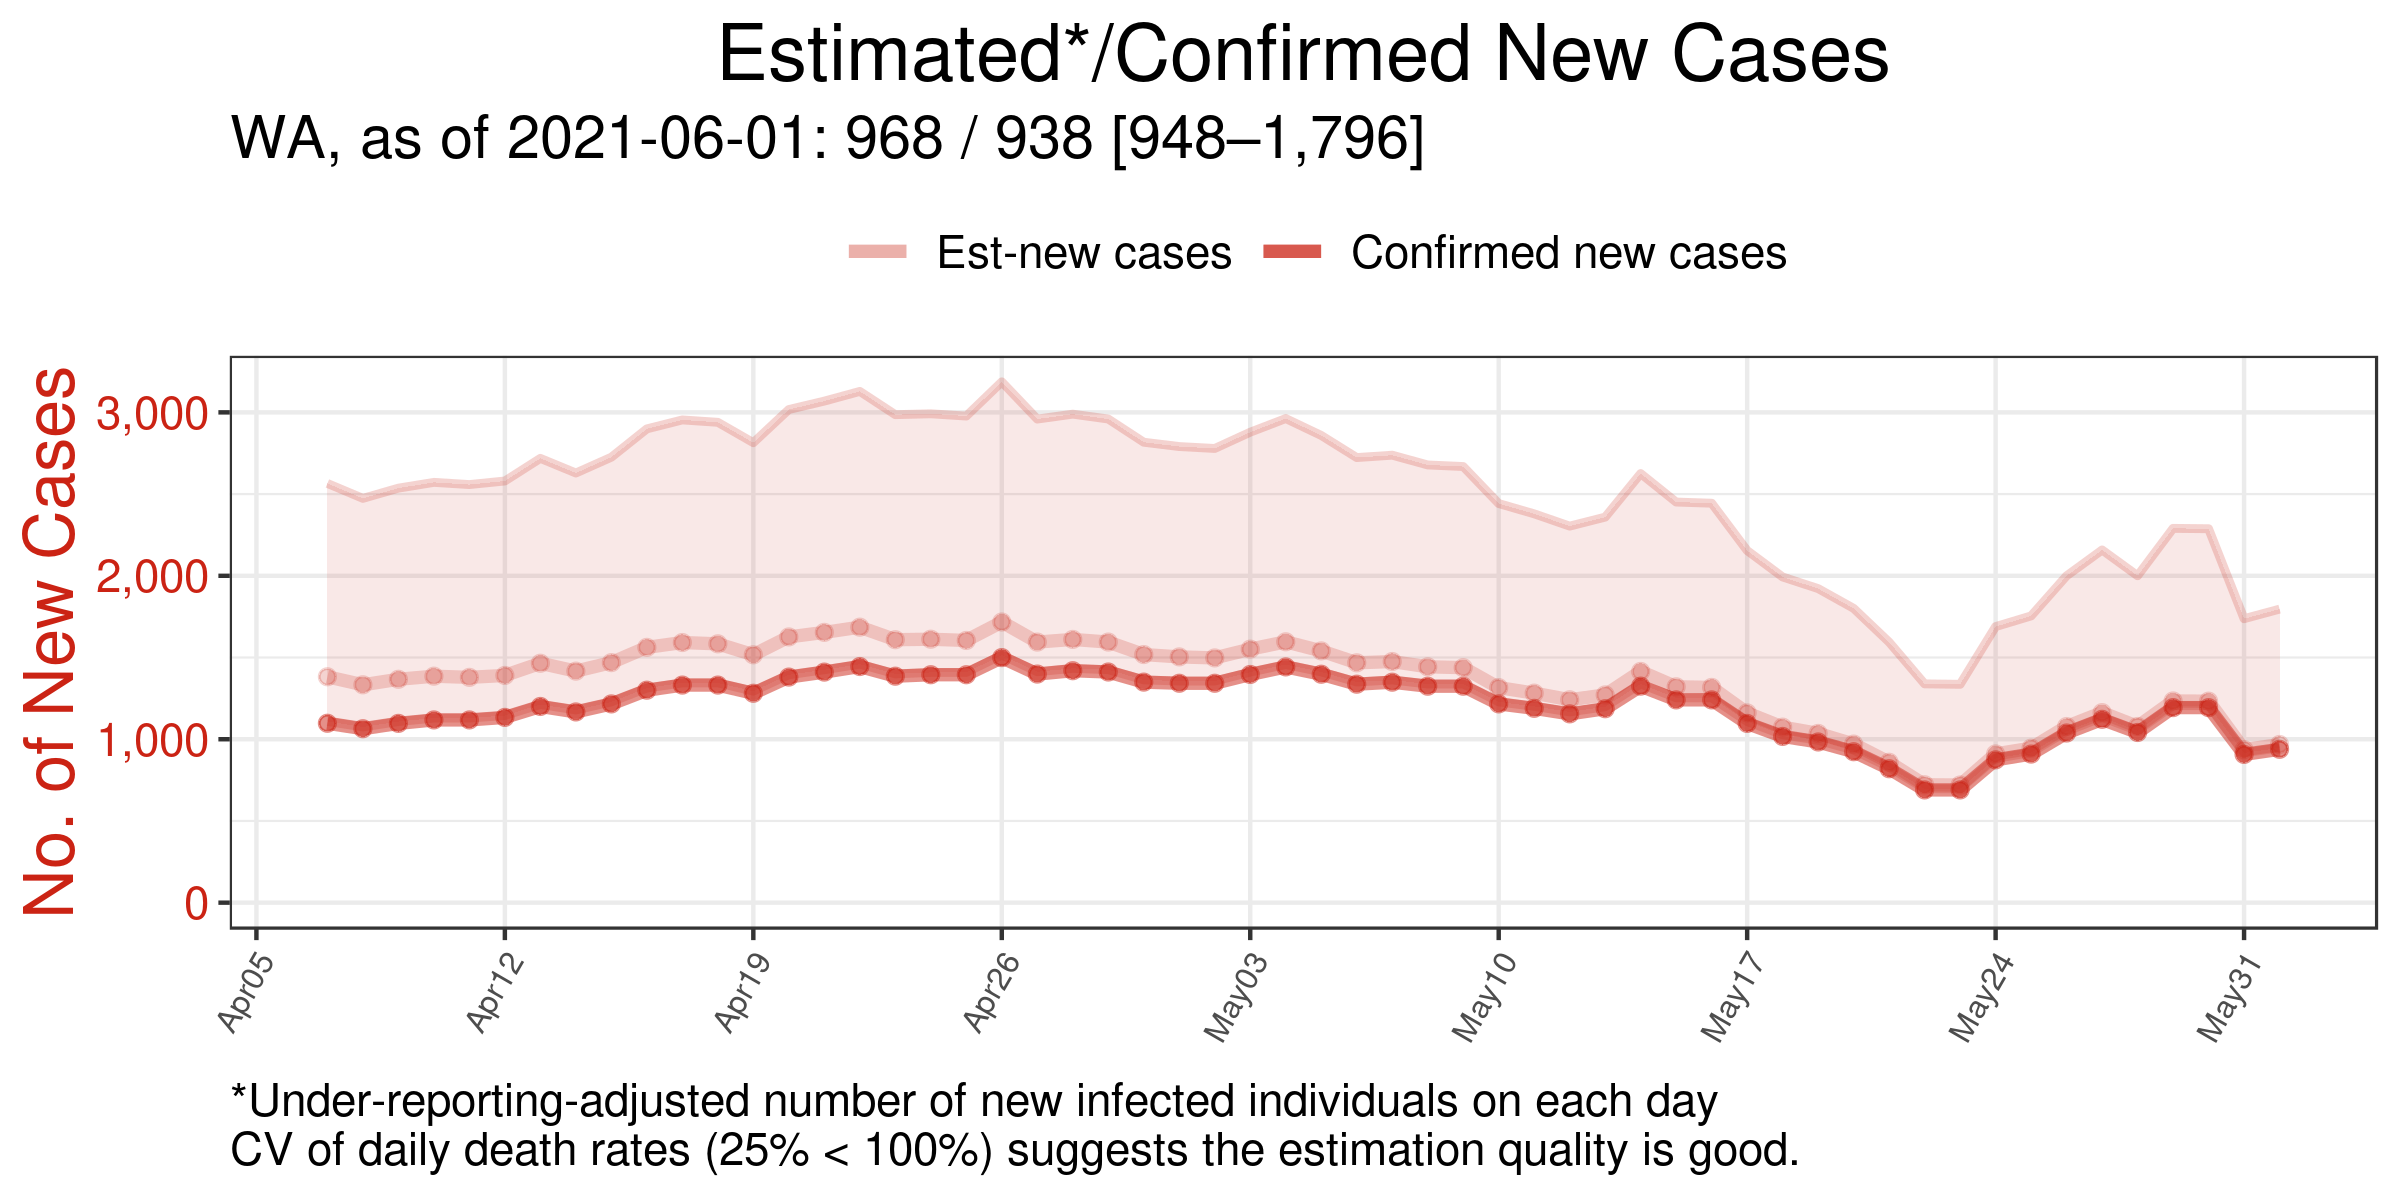 Estimated*/Confirmed New Cases
WA, as of 2021-06-01: 968 / 938 [948–1,796]
Est-new cases
Confirmed new cases
No. of New Cases
3,000
2,000
1,000
0
Apr05
Apr12
Apr19
Apr26
May03
May10
May17
May24
May31
*Under-reporting-adjusted number of new infected individuals on each day
CV of daily death rates (25% < 100%) suggests the estimation quality is good.